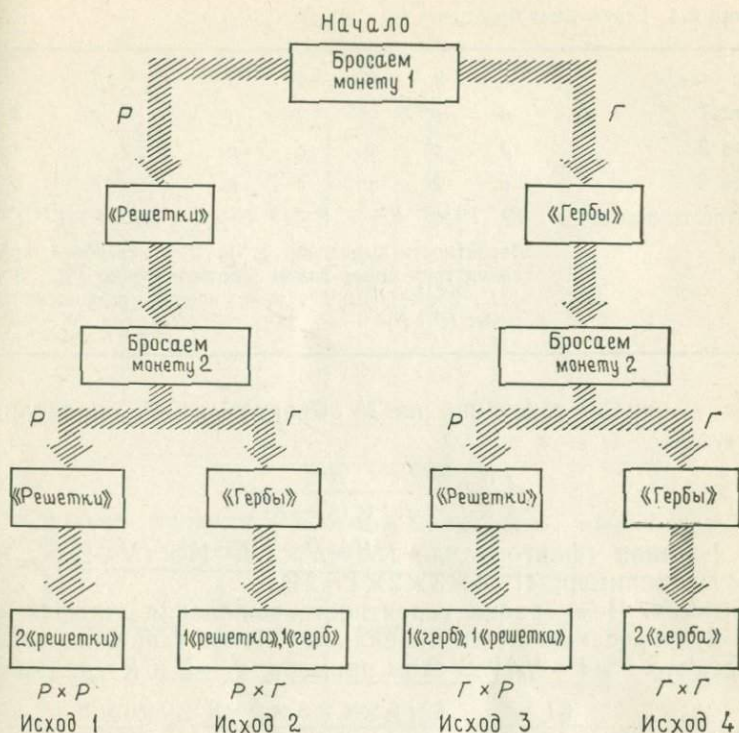 Начало
Бросаем
монету 1
Р
Г
«Решетки»
«Гербы»
Бросаем
монету 2
Бросаем
монету 2
Р
Г
Р
Г
«Решетки»
«Гербы»
«Решетки»
«Гербы»
2«решетки»
1«решетка»,1«герб»
1«герб»,1«решетка»
2«герба»
Р × Р
Р × Г
Г × Р
Г × Г
Исход 1
Исход 2
Исход 3
Исход 4